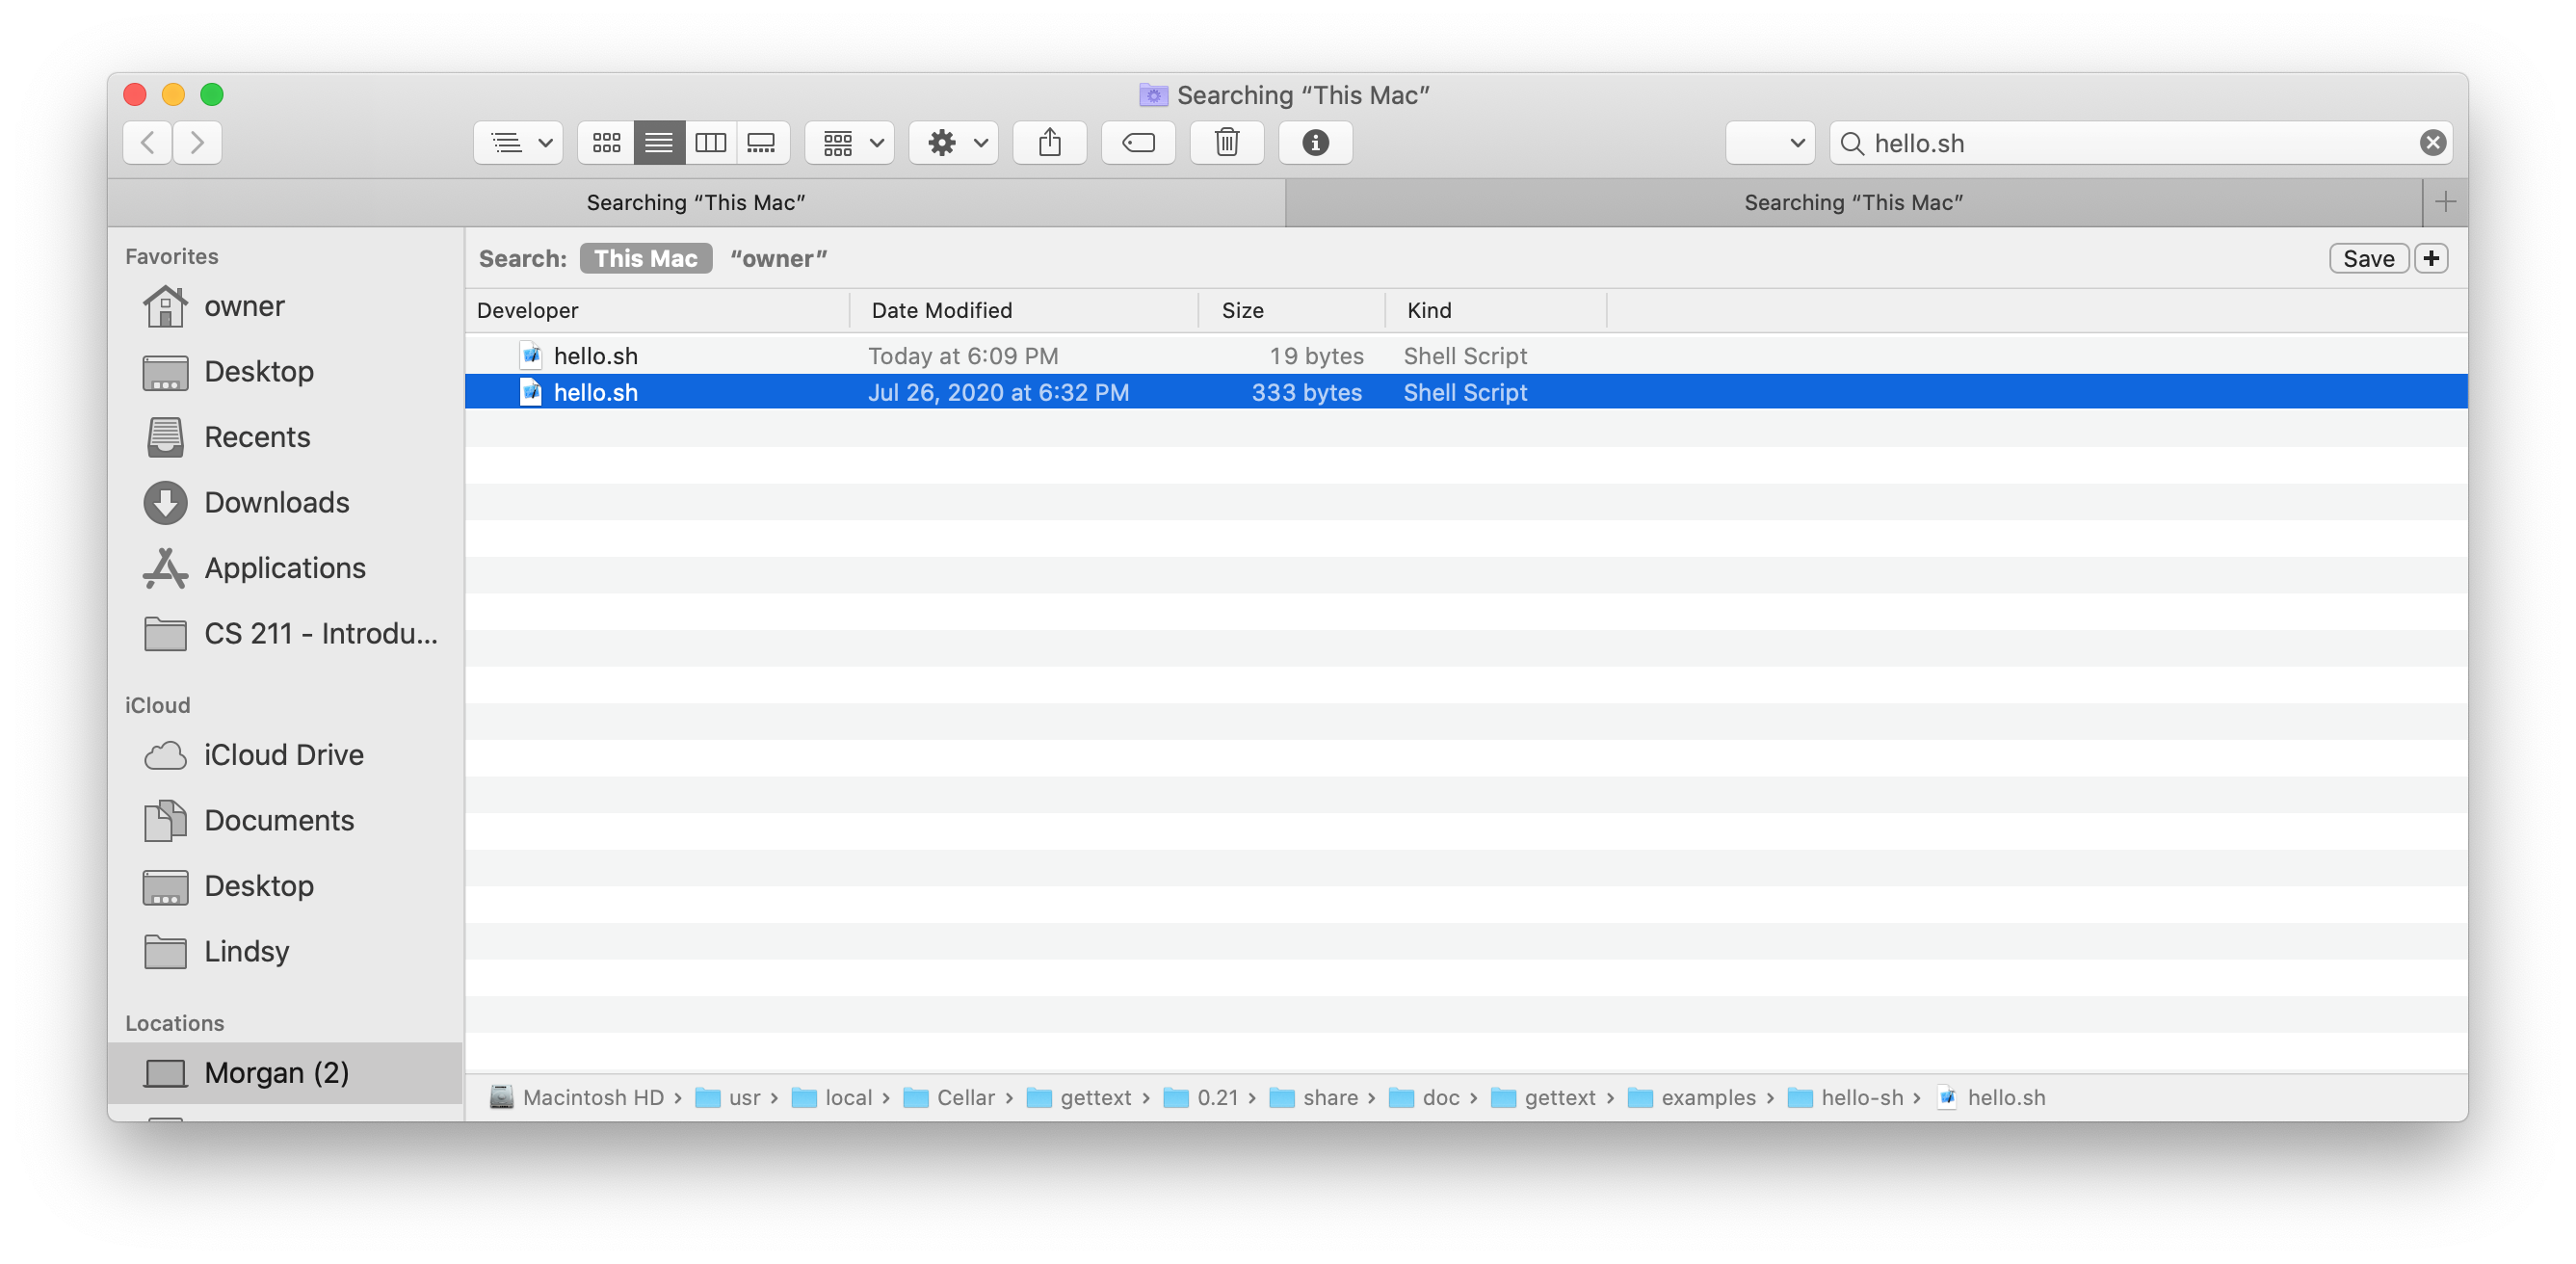 Searching “This Mac”
hello.sh
Searching “This Mac” Searching “This Mac”
Favorites
owner
Desktop
Recents
Downloads
Applications
CS 211 - Introdu...
iCloud
iCloud Drive
Documents
Desktop
Lindsy
Locations
Morgan (2)
Search: This Mac “owner” Save
Developer Date Modified Size Kind
hello.sh Today at 6:09 PM 19 bytes Shell Script
hello.sh Jul 26, 2020 at 6:32 PM 333 bytes Shell Script
Macintosh HD › usr › local › Cellar › gettext › 0.21 › share › doc › gettext › examples › hello-sh › hello.sh